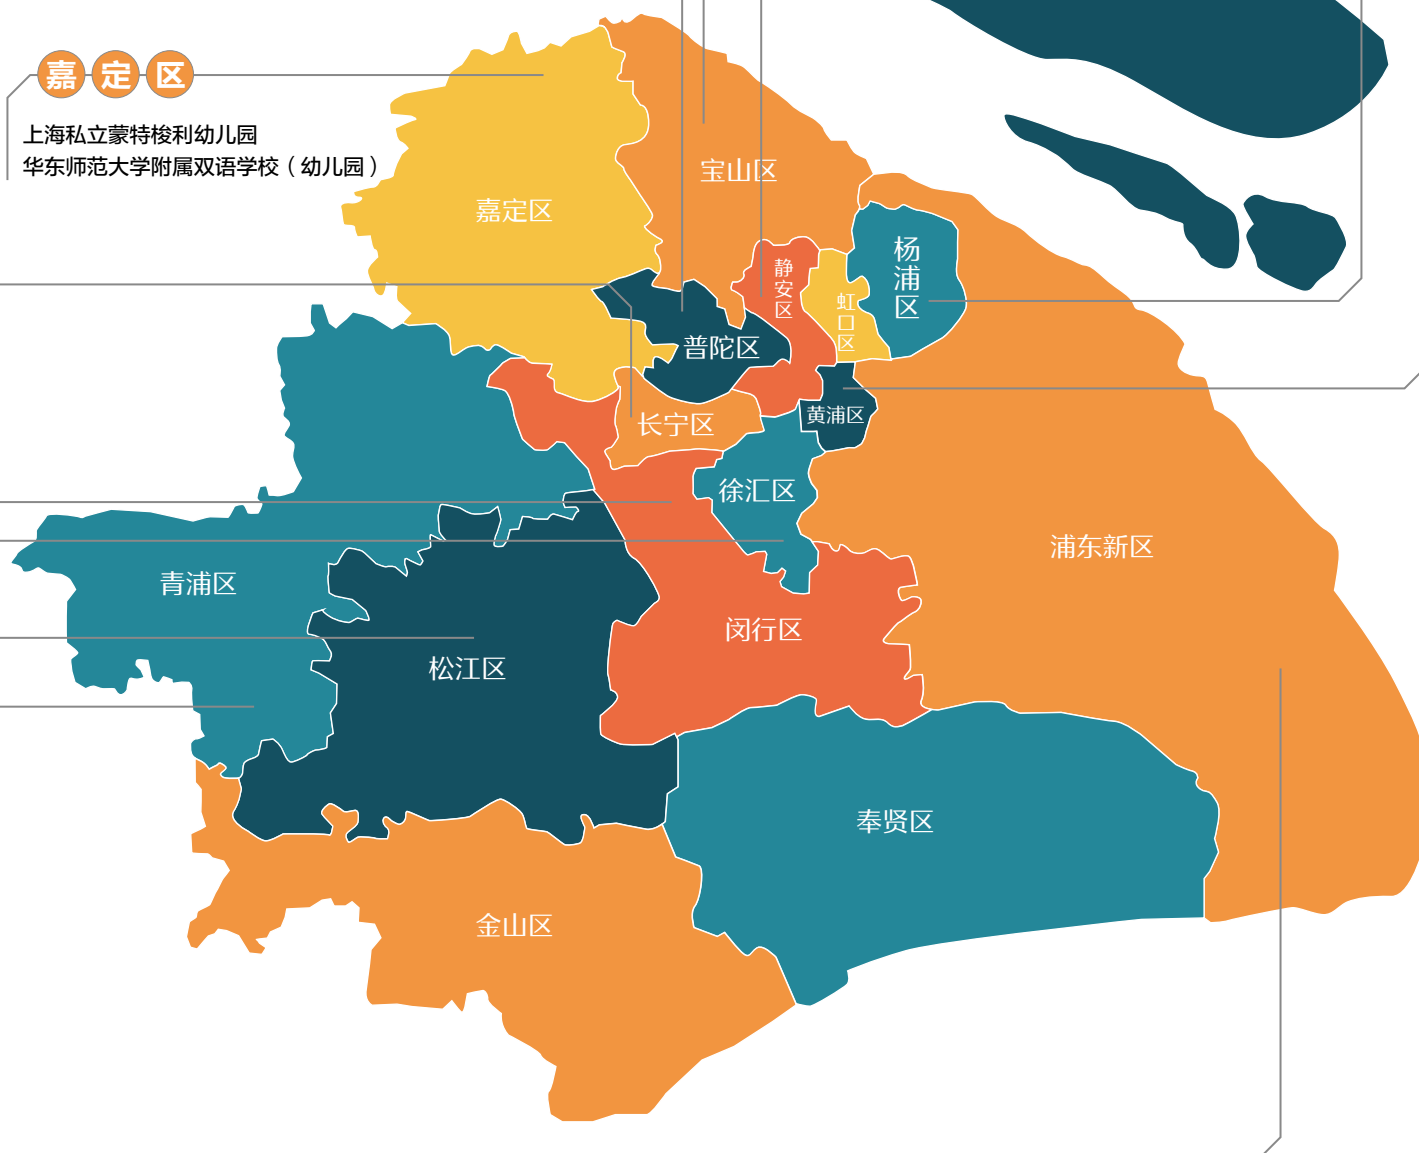 嘉定区
上海私立蒙特梭利幼儿园
华东师范大学附属双语学校（幼儿园）
宝山区
嘉定区
杨浦区
静安区
虹口区
普陀区
黄浦区
长宁区
徐汇区
浦东新区
青浦区
闵行区
松江区
奉贤区
金山区